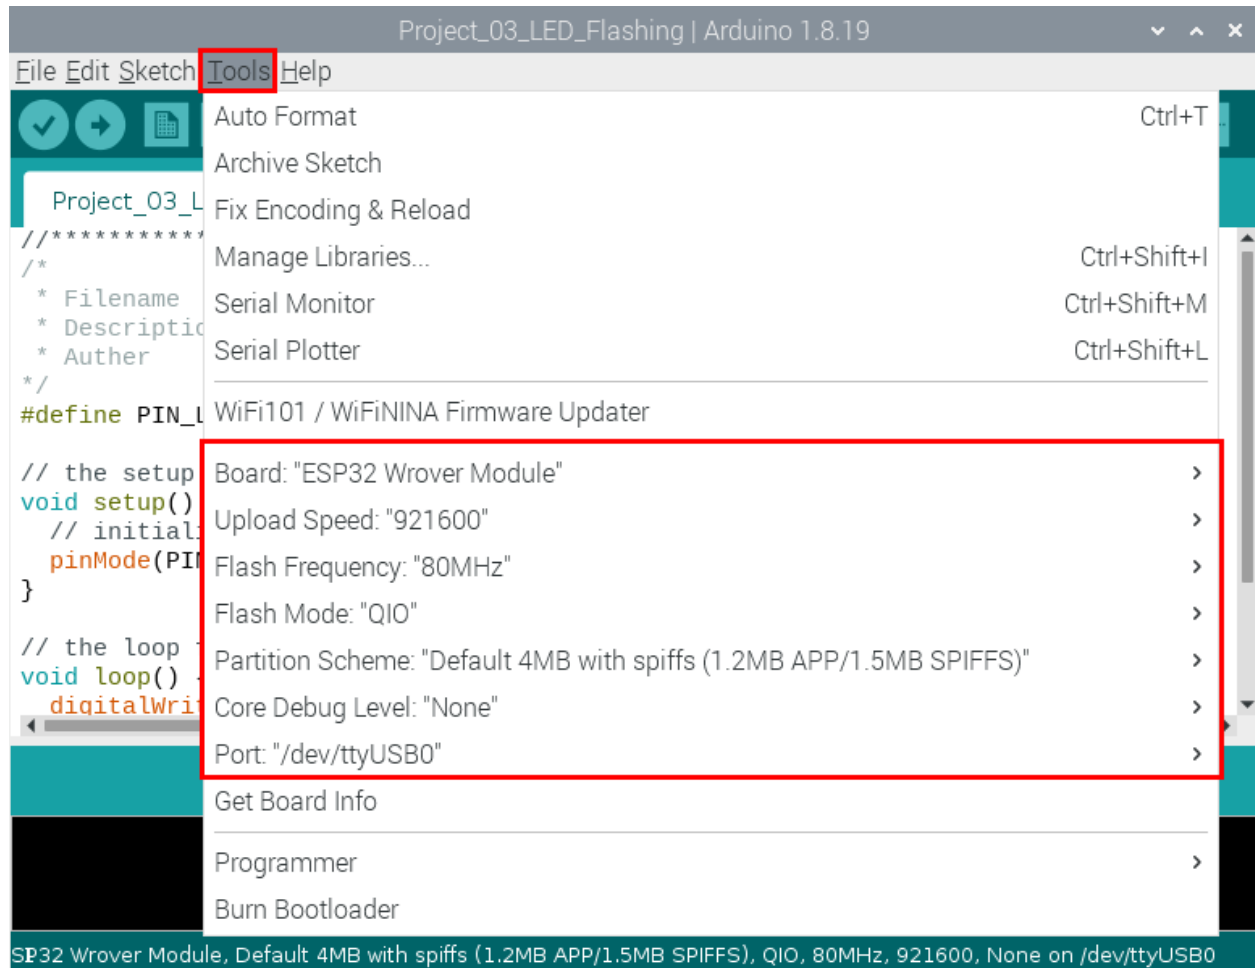 Project_03_LED_Flashing | Arduino 1.8.19
File Edit Sketch Tools Help
Auto Format Ctrl+T
Archive Sketch
Project_03_L
Fix Encoding & Reload
//***********
/*
Manage Libraries... Ctrl+Shift+I
* Filename
Serial Monitor Ctrl+Shift+M
* Descriptio
* Auther
Serial Plotter Ctrl+Shift+L
*/
#define PIN_L
WiFi101 / WiFiNINA Firmware Updater
// the setup
Board: "ESP32 Wrover Module"
void setup()
Upload Speed: "921600"
// initiali
pinMode(PIN
Flash Frequency: "80MHz"
}
Flash Mode: "QIO"
// the loop
Partition Scheme: "Default 4MB with spiffs (1.2MB APP/1.5MB SPIFFS)"
void loop() {
digitalWrit
Core Debug Level: "None"
Port: "/dev/ttyUSB0"
Get Board Info
Programmer
Burn Bootloader
SP32 Wrover Module, Default 4MB with spiffs (1.2MB APP/1.5MB SPIFFS), QIO, 80MHz, 921600, None on /dev/ttyUSB0